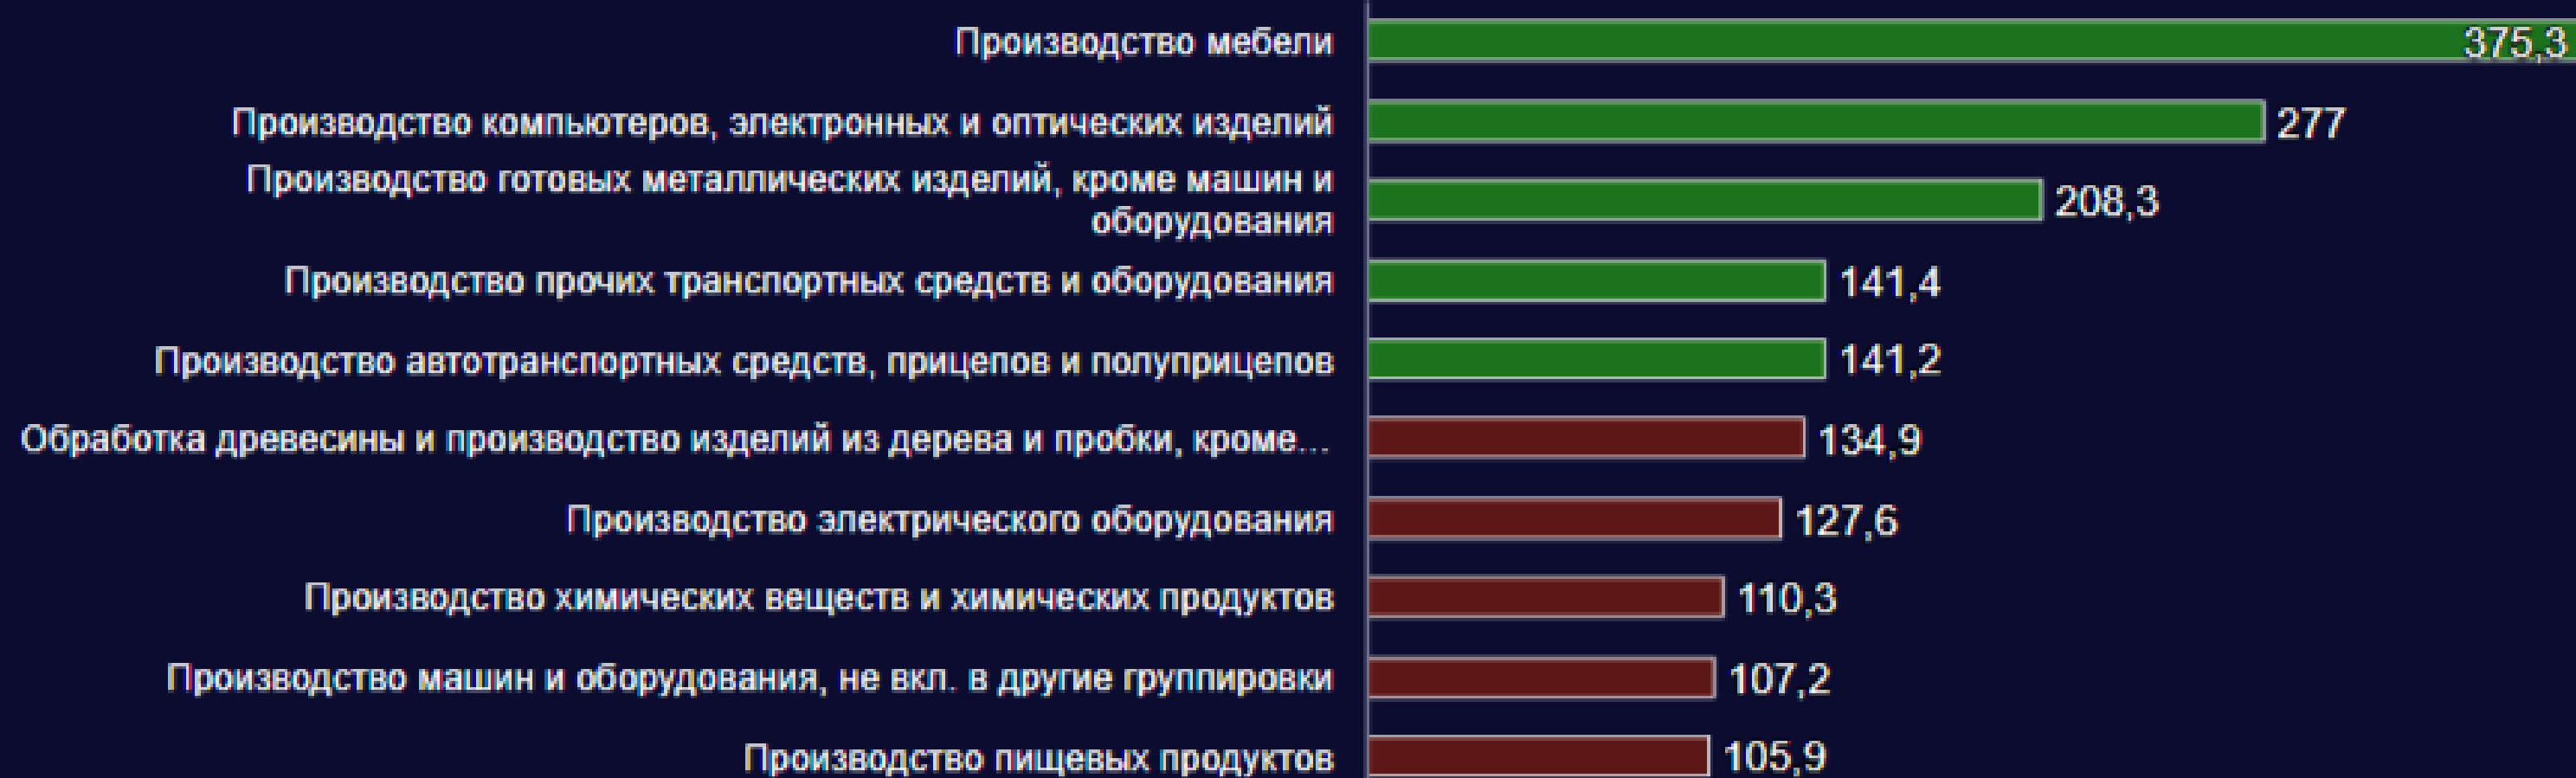 Производство мебели 375,3
Производство компьютеров, электронных и оптических изделий 277
Производство готовых металлических изделий, кроме машин и
оборудования 208,3
Производство прочих транспортных средств и оборудования 141,4
Производство автотранспортных средств, прицепов и полуприцепов 141,2
Обработка древесины и производство изделий из дерева и пробки, кроме... 134,9
Производство электрического оборудования 127,6
Производство химических веществ и химических продуктов 110,3
Производство машин и оборудования, не вкл. в другие группировки 107,2
Производство пищевых продуктов 105,9